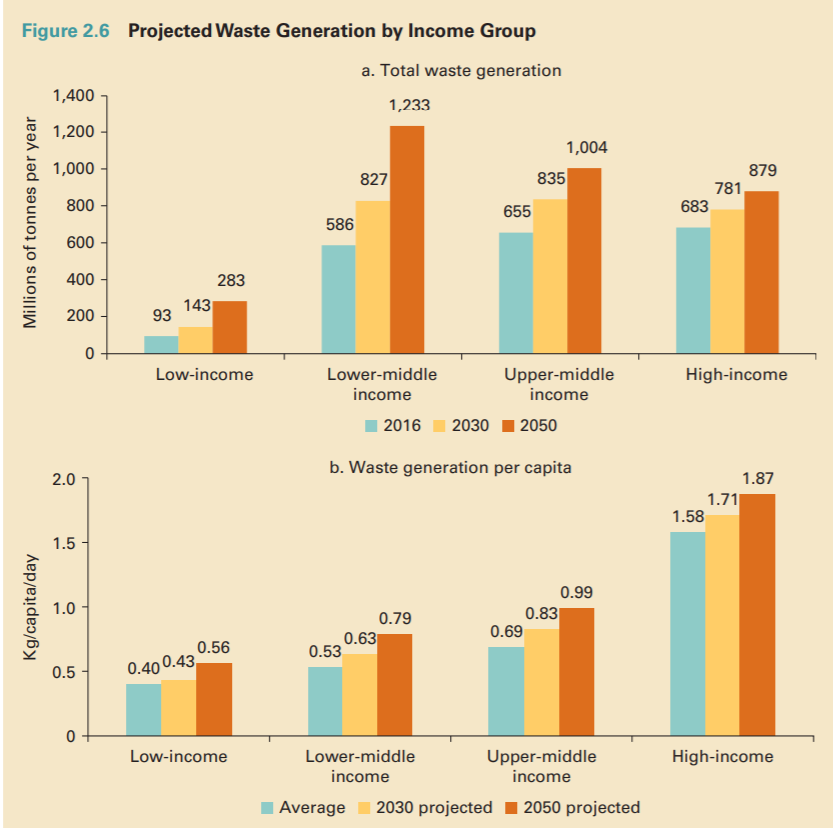 Figure 2.6 Projected Waste Generation by Income Group
a. Total waste generation
Millions of tonnes per year
1,400
1,200
1,000
800
600
400
200
0
93
143
283
586
827
1,233
655
835
1,004
683
781
879
Low-income
Lower-middle
income
Upper-middle
income
High-income
2016 2030 2050
b. Waste generation per capita
Kg/capita/day
2.0
1.5
1.0
0.5
0
0.40
0.43
0.56
0.53
0.63
0.79
0.69
0.83
0.99
1.58
1.71
1.87
Low-income
Lower-middle
income
Upper-middle
income
High-income
Average 2030 projected 2050 projected